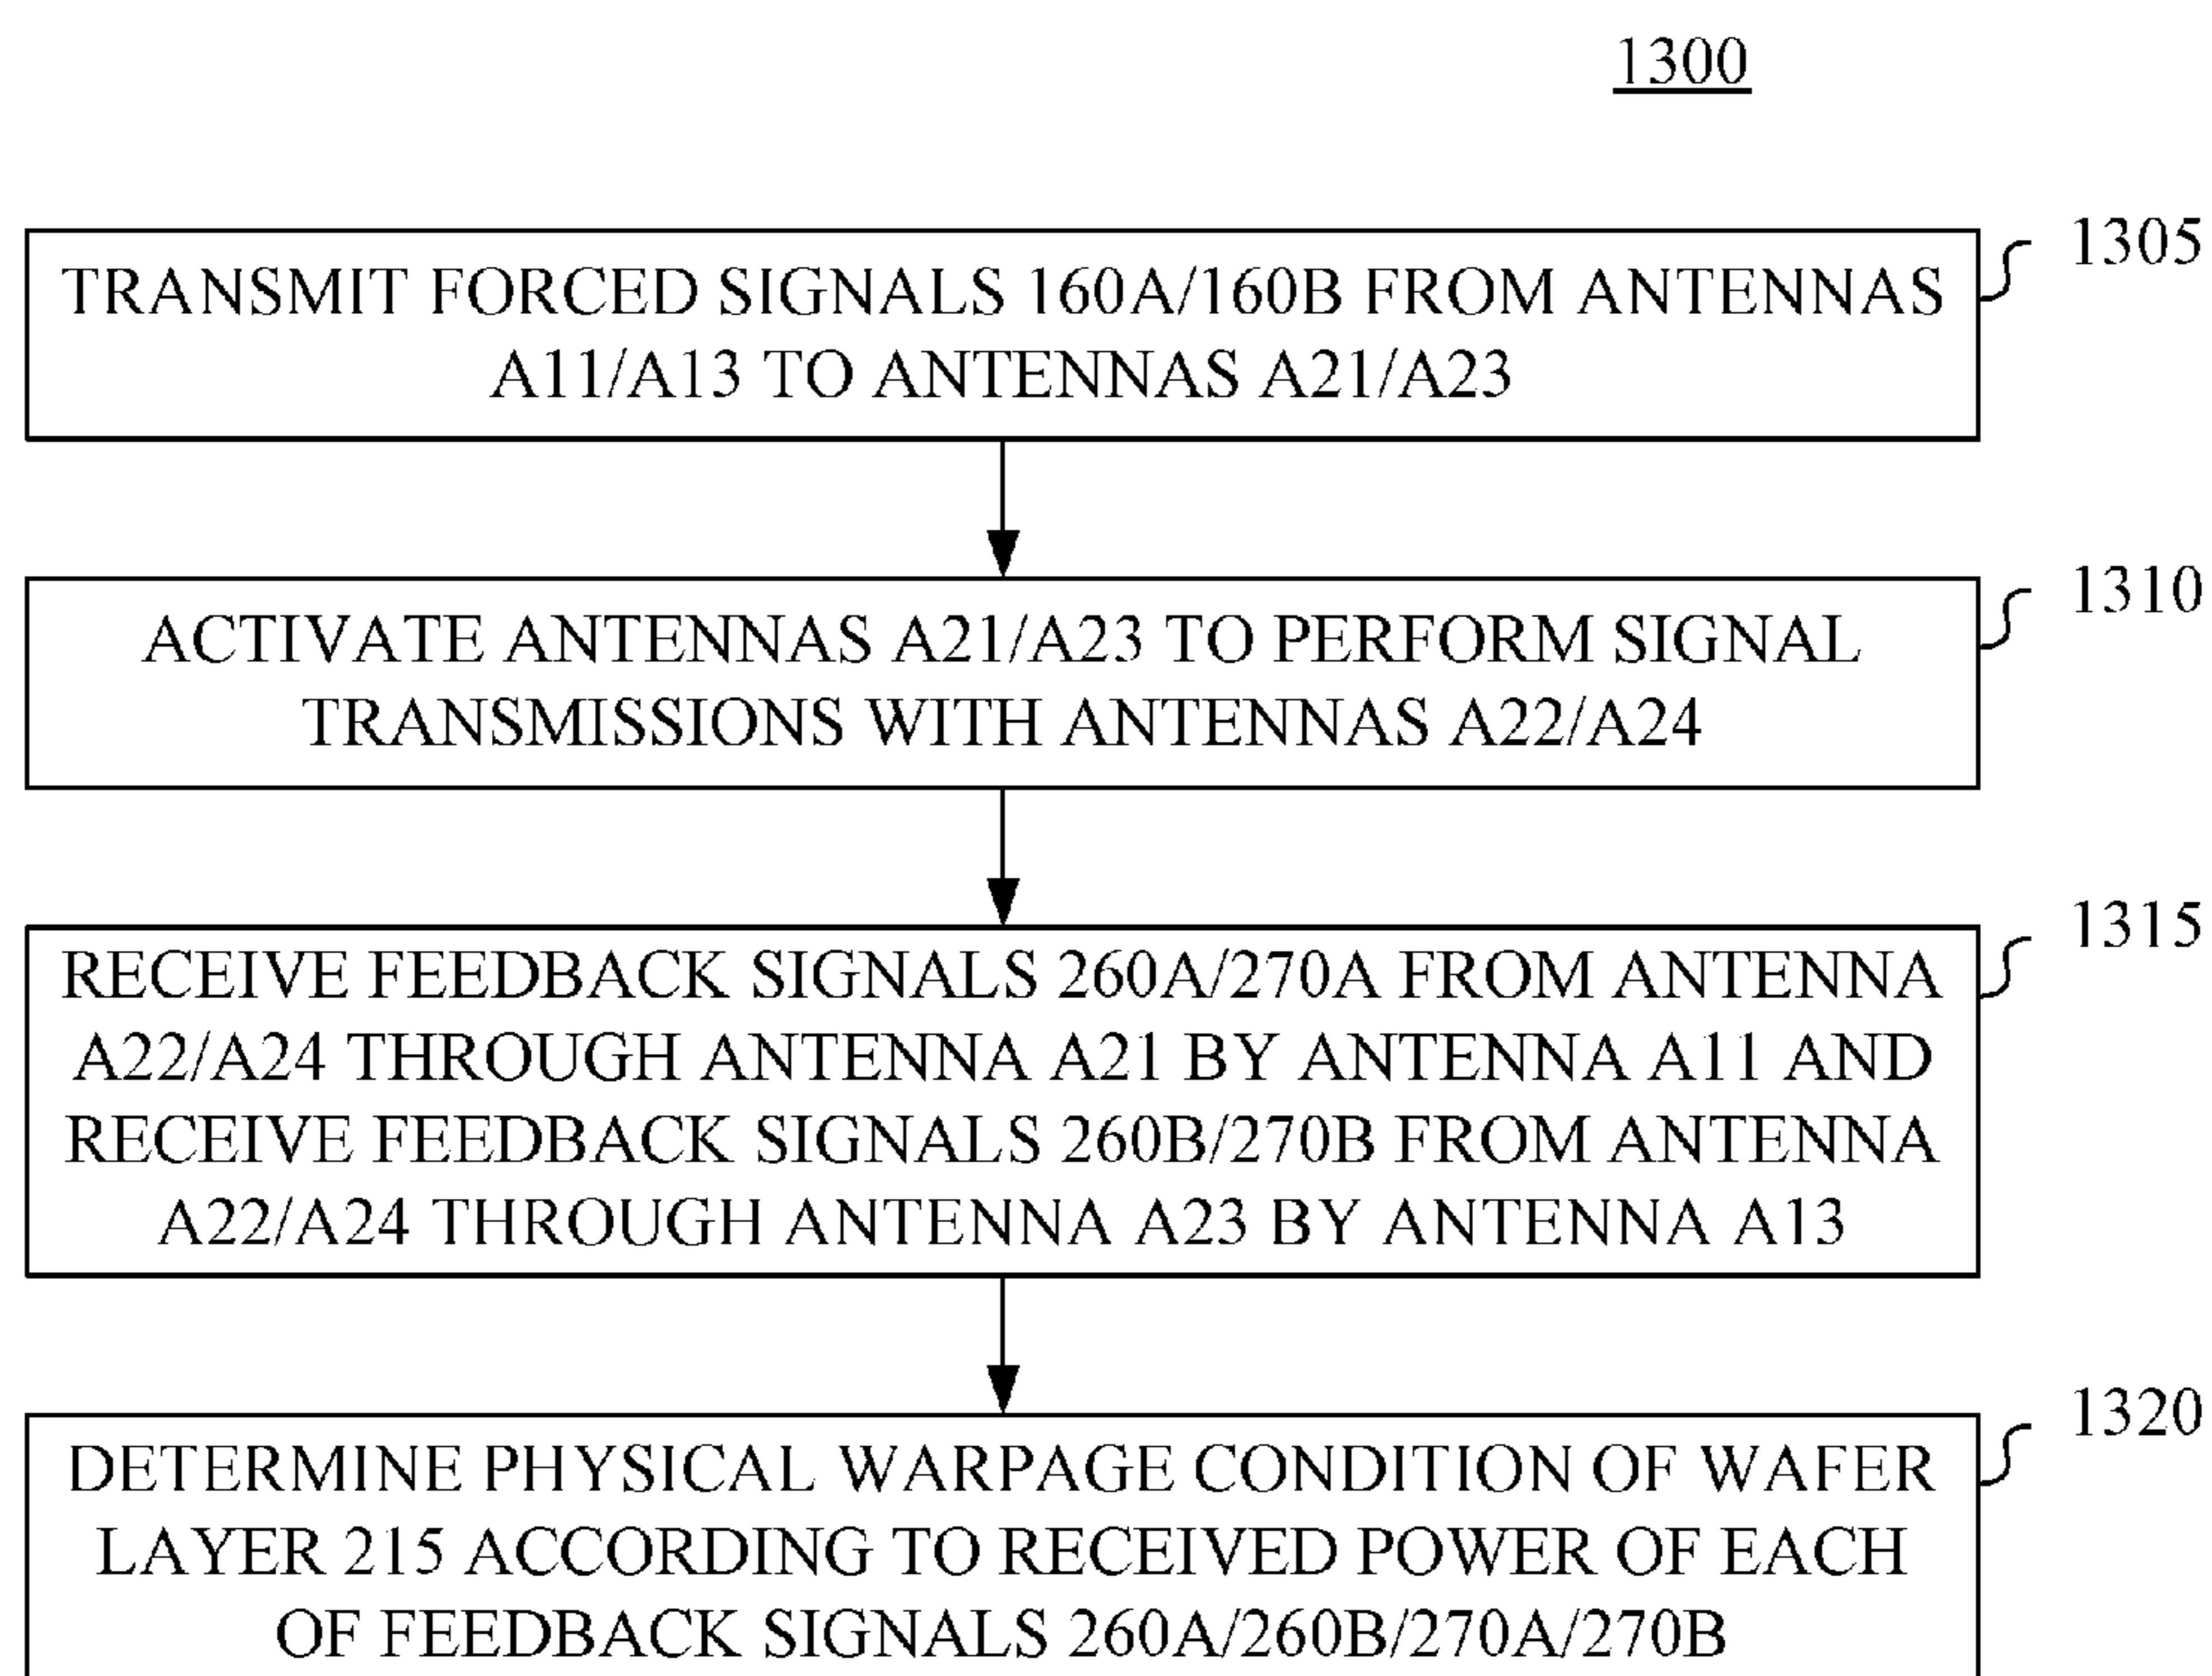 1300
1305
TRANSMIT FORCED SIGNALS 160A/160B FROM ANTENNAS
A11/A13 TO ANTENNAS A21/A23
1310
ACTIVATE ANTENNAS A21/A23 TO PERFORM SIGNAL
TRANSMISSIONS WITH ANTENNAS A22/A24
1315
RECEIVE FEEDBACK SIGNALS 260A/270A FROM ANTENNA
A22/A24 THROUGH ANTENNA A21 BY ANTENNA A11 AND
RECEIVE FEEDBACK SIGNALS 260B/270B FROM ANTENNA
A22/A24 THROUGH ANTENNA A23 BY ANTENNA A13
1320
DETERMINE PHYSICAL WARPAGE CONDITION OF WAFER
LAYER 215 ACCORDING TO RECEIVED POWER OF EACH
OF FEEDBACK SIGNALS 260A/260B/270A/270B